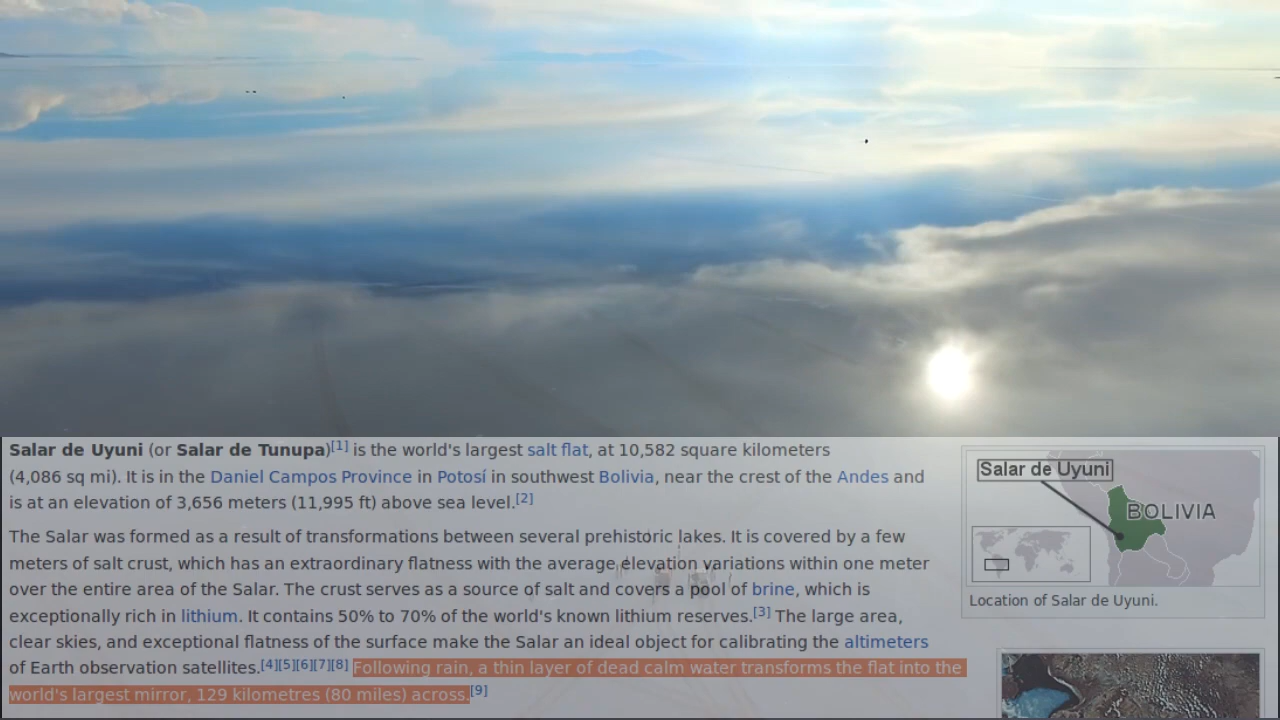 Salar de Uyuni (or Salar de Tunupa)[1] is the world's largest salt flat, at 10,582 square kilometers
(4,086 sq mi). It is in the Daniel Campos Province in Potosí in southwest Bolivia, near the crest of the Andes and
is at an elevation of 3,656 meters (11,995 ft) above sea level.[2]
The Salar was formed as a result of transformations between several prehistoric lakes. It is covered by a few
meters of salt crust, which has an extraordinary flatness with the average elevation variations within one meter
over the entire area of the Salar. The crust serves as a source of salt and covers a pool of brine, which is
exceptionally rich in lithium. It contains 50% to 70% of the world's known lithium reserves.[3] The large area,
clear skies, and exceptional flatness of the surface make the Salar an ideal object for calibrating the altimeters
of Earth observation satellites.[4][5][6][7][8] Following rain, a thin layer of dead calm water transforms the flat into the
world's largest mirror, 129 kilometres (80 miles) across.[9]
Salar de Uyuni
BOLIVIA
Location of Salar de Uyuni.